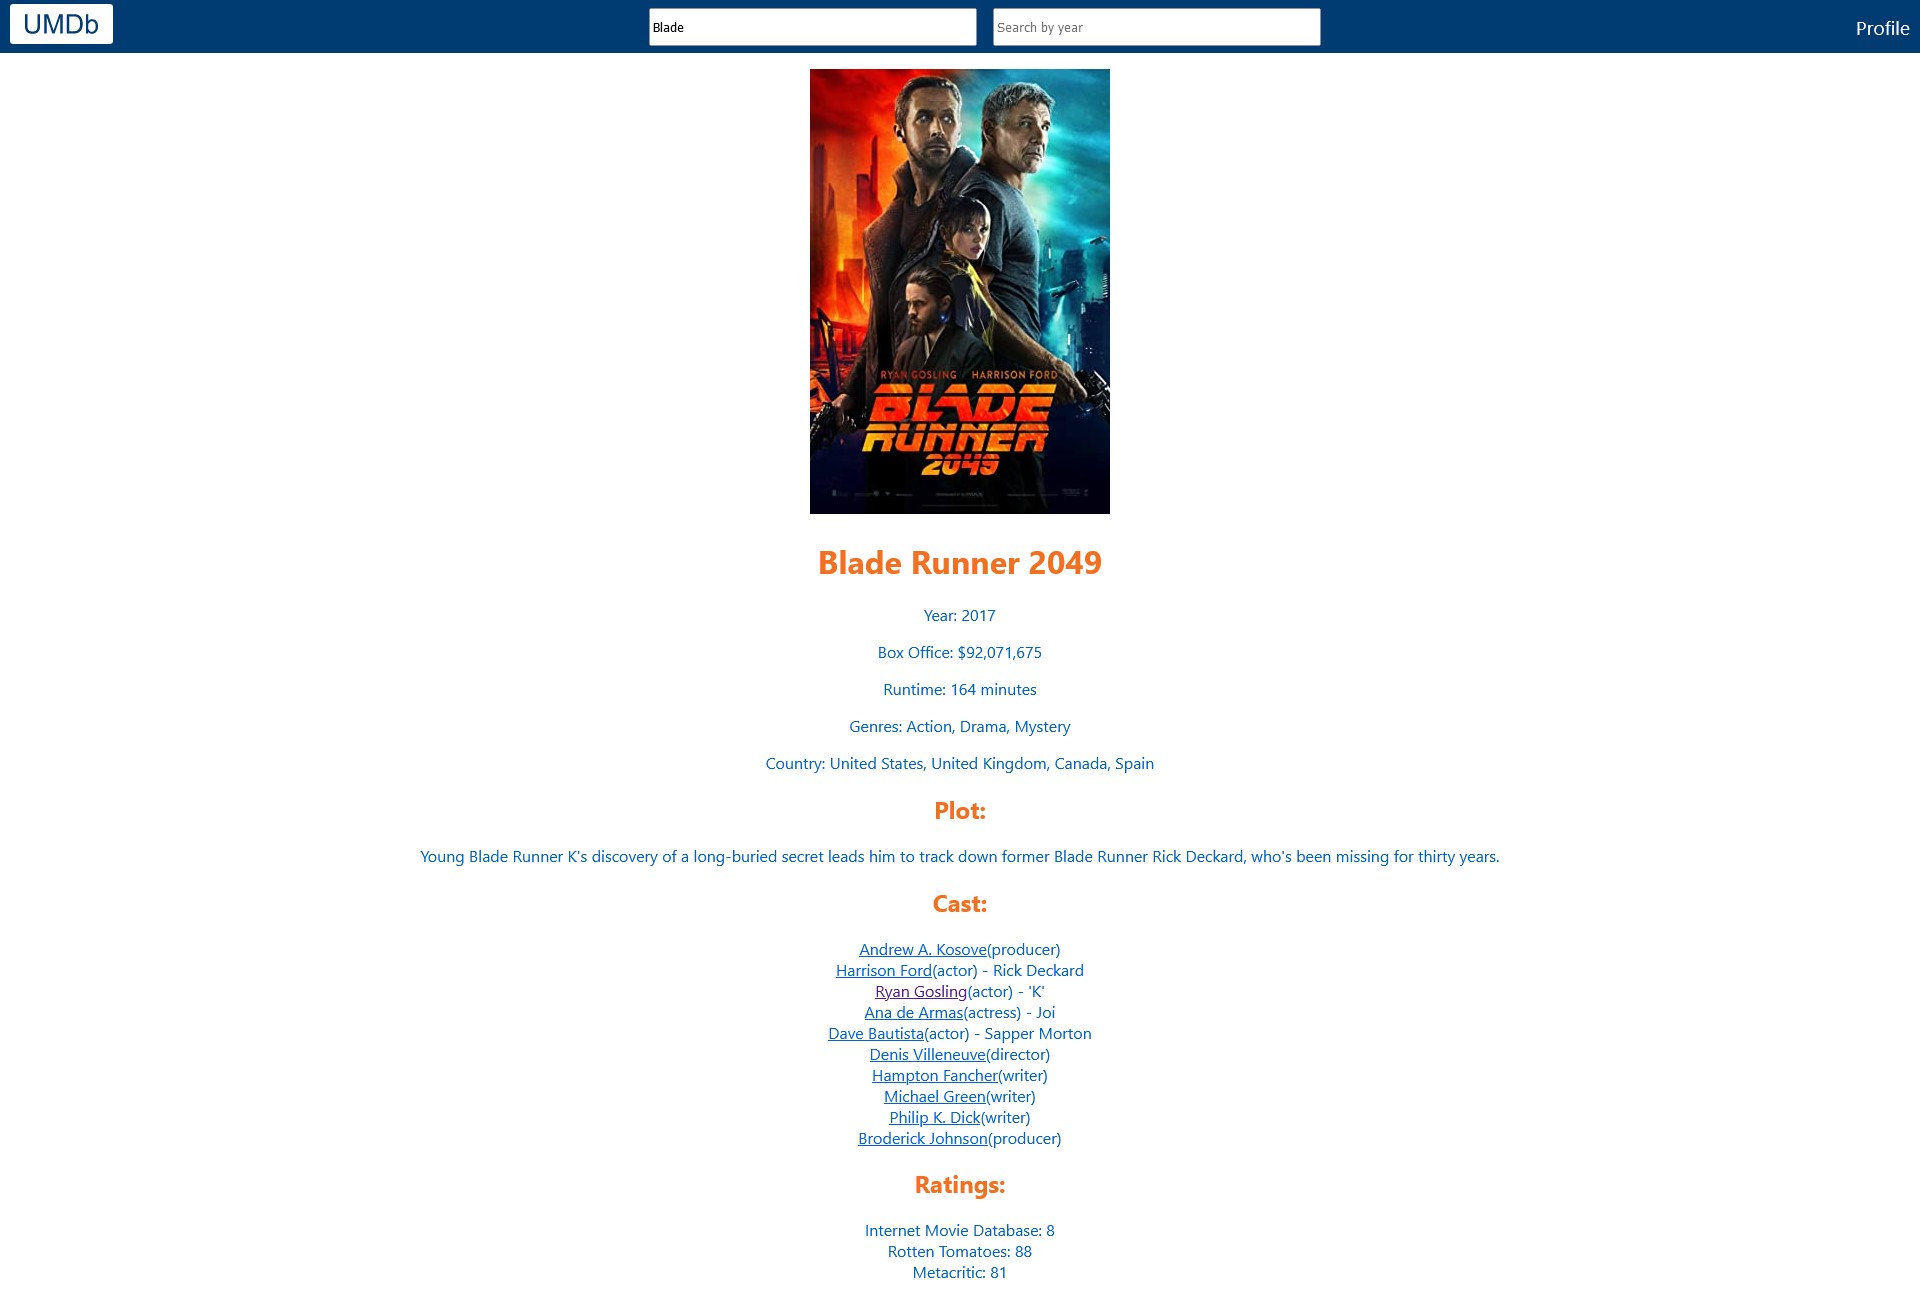 UMDb
Blade
Search by year
Profile
RYAN GOSLING HARRISON FORD
BLADE
RUNNER
2049
Blade Runner 2049
Year: 2017
Box Office: $92,071,675
Runtime: 164 minutes
Genres: Action, Drama, Mystery
Country: United States, United Kingdom, Canada, Spain
Plot:
Young Blade Runner K's discovery of a long-buried secret leads him to track down former Blade Runner Rick Deckard, who's been missing for thirty years.
Cast:
Andrew A. Kosove(producer)
Harrison Ford(actor) - Rick Deckard
Ryan Gosling(actor) - 'K'
Ana de Armas(actress) - Joi
Dave Bautista(actor) - Sapper Morton
Denis Villeneuve(director)
Hampton Fancher(writer)
Michael Green(writer)
Philip K. Dick(writer)
Broderick Johnson(producer)
Ratings:
Internet Movie Database: 8
Rotten Tomatoes: 88
Metacritic: 81